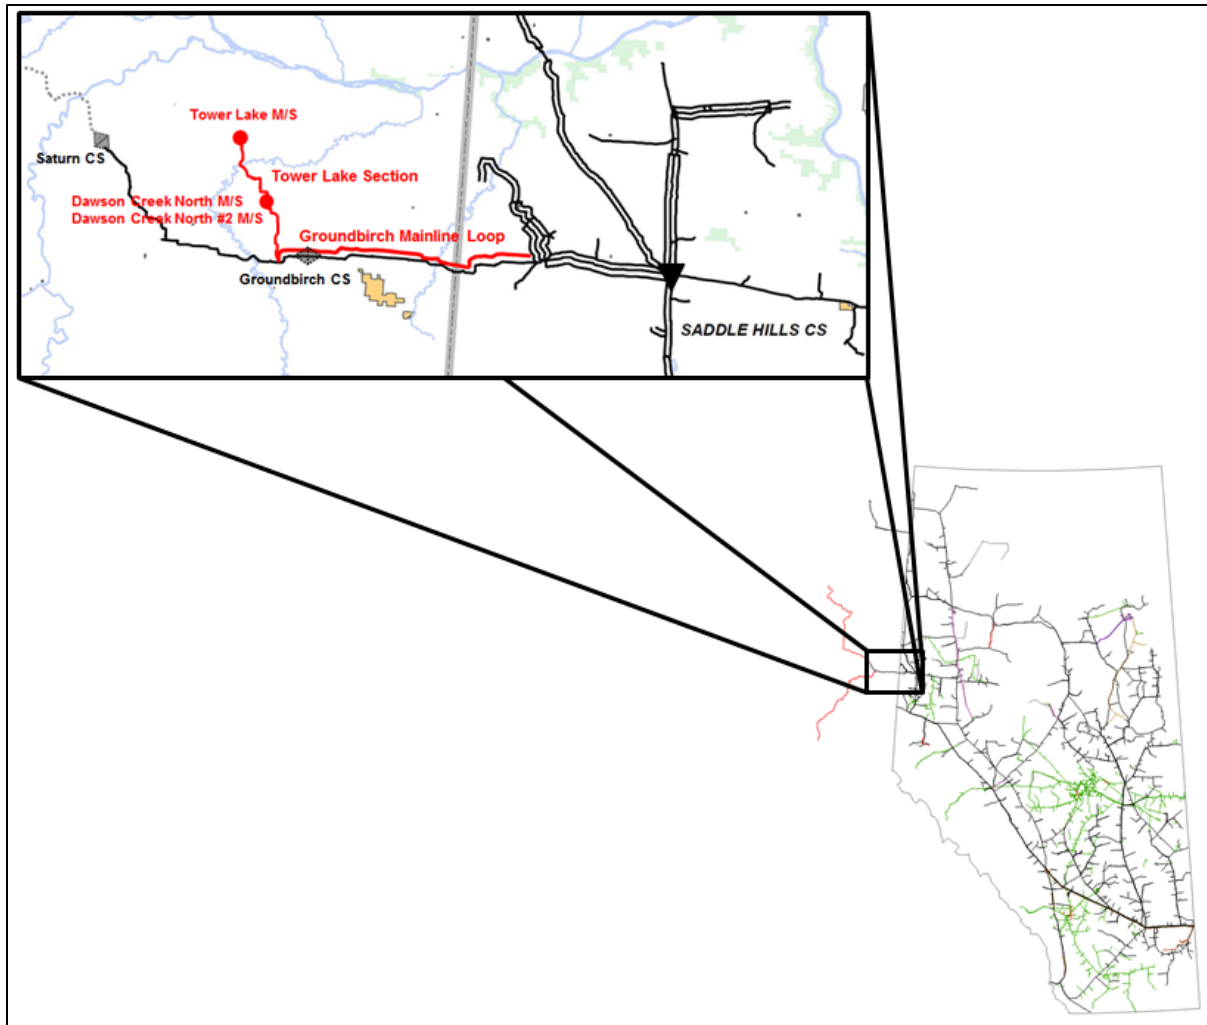 Tower Lake M/S
Saturn CS
Tower Lake Section
Dawson Creek North M/S
Dawson Creek North #2 M/S
Groundbirch Mainline Loop
Groundbirch CS
SADDLE HILLS CS